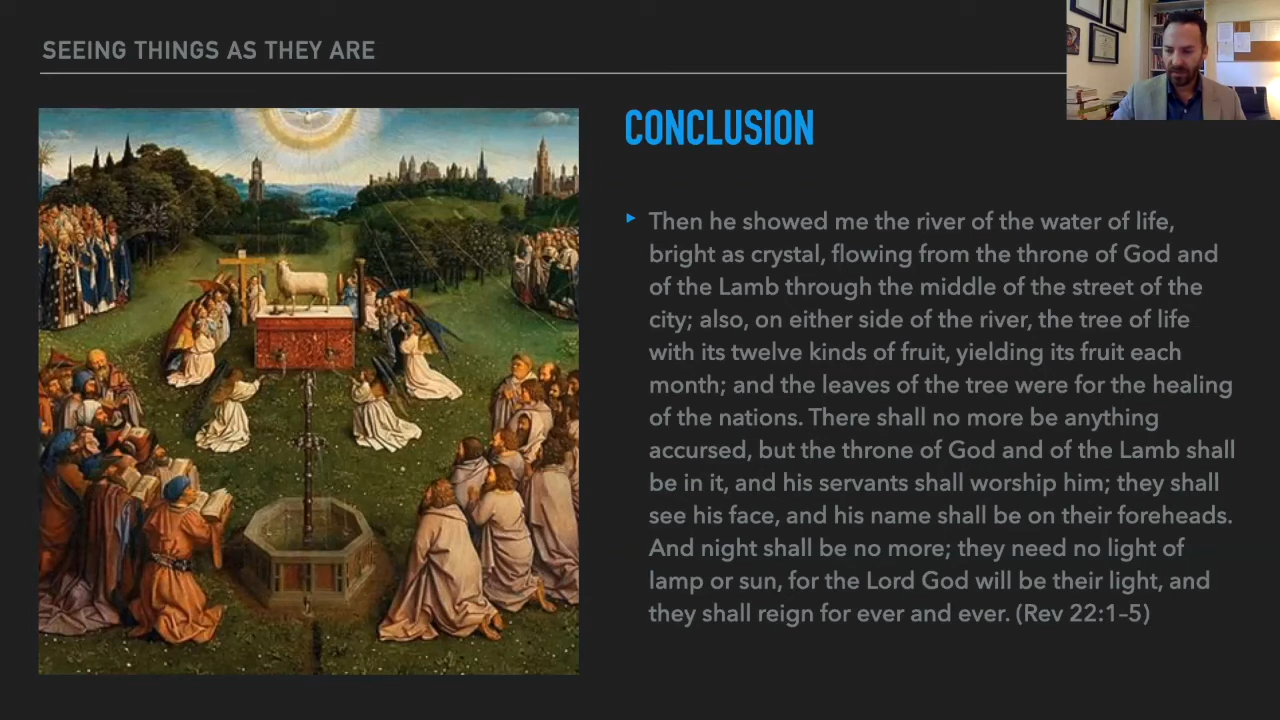 SEEING THINGS AS THEY ARE
CONCLUSION
Then he showed me the river of the water of life,
bright as crystal, flowing from the throne of God and
of the Lamb through the middle of the street of the
city; also, on either side of the river, the tree of life
with its twelve kinds of fruit, yielding its fruit each
month; and the leaves of the tree were for the healing
of the nations. There shall no more be anything
accursed, but the throne of God and of the Lamb shall
be in it, and his servants shall worship him; they shall
see his face, and his name shall be on their foreheads.
And night shall be no more; they need no light of
lamp or sun, for the Lord God will be their light, and
they shall reign for ever and ever. (Rev 22:1–5)